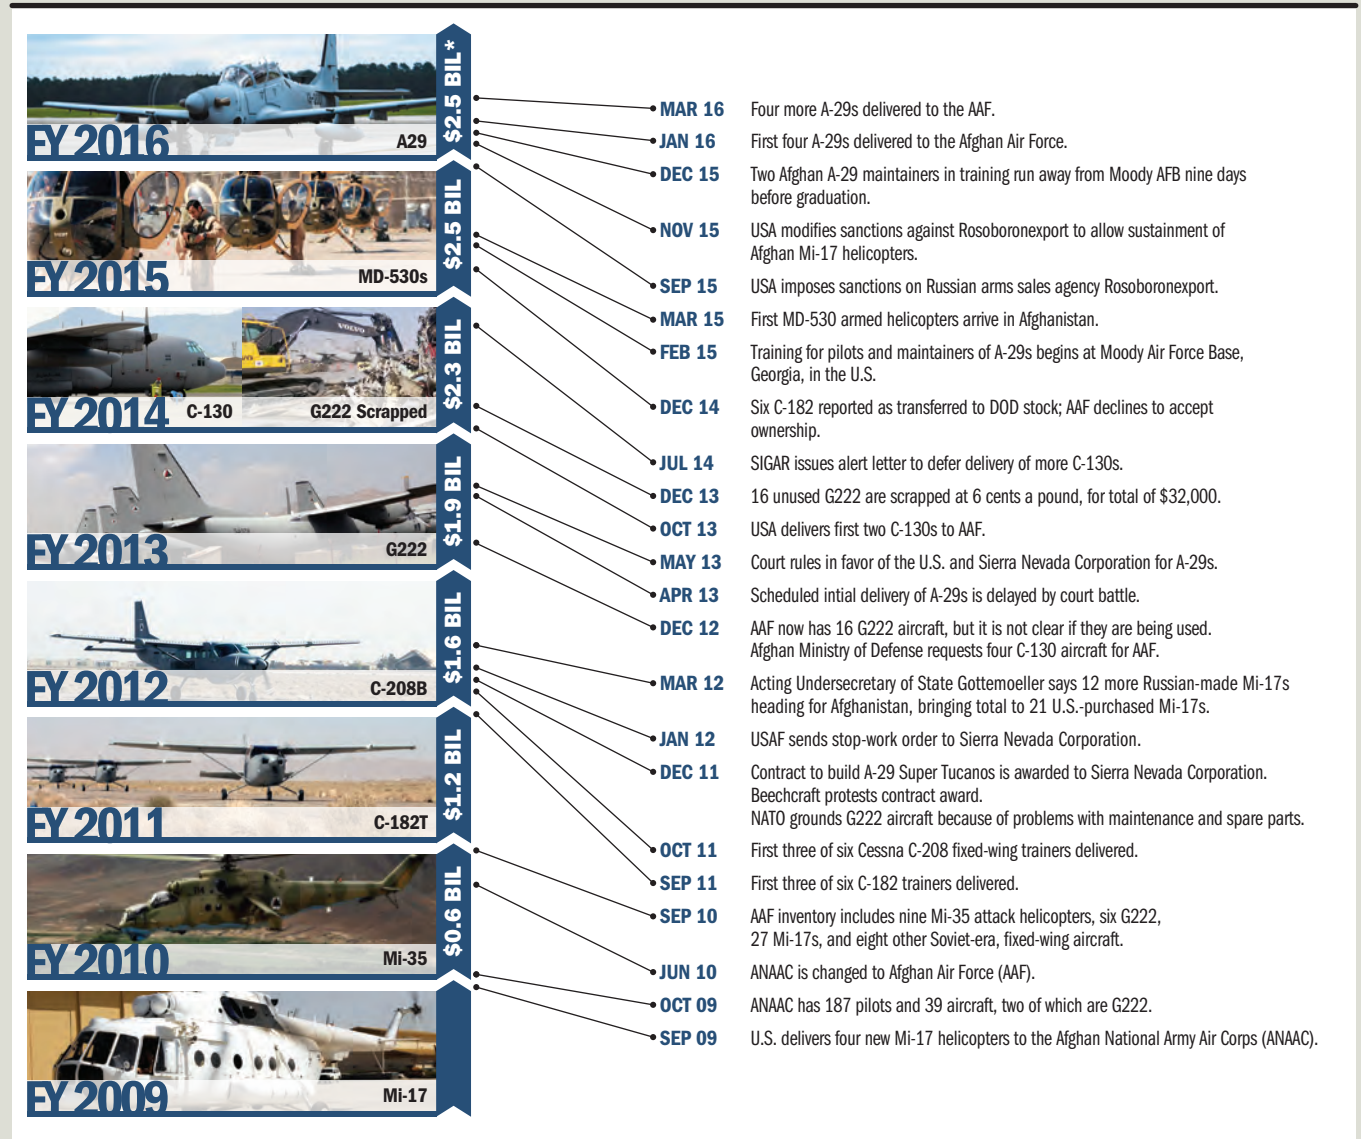 $2.5 BIL*
FY 2016
A29
$2.5 BIL
FY 2015
MD-530s
$2.3 BIL
VOLVO
FY 2014
C-130
G222 Scrapped
$1.9 BIL
FY 2013
G222
$1.6 BIL
FY 2012
C-208B
$1.2 BIL
FY 2011
C-182T
$0.6 BIL
FY 2010
Mi-35
FY 2009
Mi-17
MAR 16 Four more A-29s delivered to the AAF.
JAN 16 First four A-29s delivered to the Afghan Air Force.
DEC 15 Two Afghan A-29 maintainers in training run away from Moody AFB nine days
before graduation.
NOV 15 USA modifies sanctions against Rosoboronexport to allow sustainment of
Afghan Mi-17 helicopters.
SEP 15 USA imposes sanctions on Russian arms sales agency Rosoboronexport.
MAR 15 First MD-530 armed helicopters arrive in Afghanistan.
FEB 15 Training for pilots and maintainers of A-29s begins at Moody Air Force Base,
Georgia, in the U.S.
DEC 14 Six C-182 reported as transferred to DOD stock; AAF declines to accept
ownership.
JUL 14 SIGAR issues alert letter to defer delivery of more C-130s.
DEC 13 16 unused G222 are scrapped at 6 cents a pound, for total of $32,000.
OCT 13 USA delivers first two C-130s to AAF.
MAY 13 Court rules in favor of the U.S. and Sierra Nevada Corporation for A-29s.
APR 13 Scheduled intial delivery of A-29s is delayed by court battle.
DEC 12 AAF now has 16 G222 aircraft, but it is not clear if they are being used.
Afghan Ministry of Defense requests four C-130 aircraft for AAF.
MAR 12 Acting Undersecretary of State Gottemoeller says 12 more Russian-made Mi-17s
heading for Afghanistan, bringing total to 21 U.S.-purchased Mi-17s.
JAN 12 USAF sends stop-work order to Sierra Nevada Corporation.
DEC 11 Contract to build A-29 Super Tucanos is awarded to Sierra Nevada Corporation.
Beechcraft protests contract award.
NATO grounds G222 aircraft because of problems with maintenance and spare parts.
OCT 11 First three of six Cessna C-208 fixed-wing trainers delivered.
SEP 11 First three of six C-182 trainers delivered.
SEP 10 AAF inventory includes nine Mi-35 attack helicopters, six G222,
27 Mi-17s, and eight other Soviet-era, fixed-wing aircraft.
JUN 10 ANAAC is changed to Afghan Air Force (AAF).
OCT 09 ANAAC has 187 pilots and 39 aircraft, two of which are G222.
SEP 09 U.S. delivers four new Mi-17 helicopters to the Afghan National Army Air Corps (ANAAC).